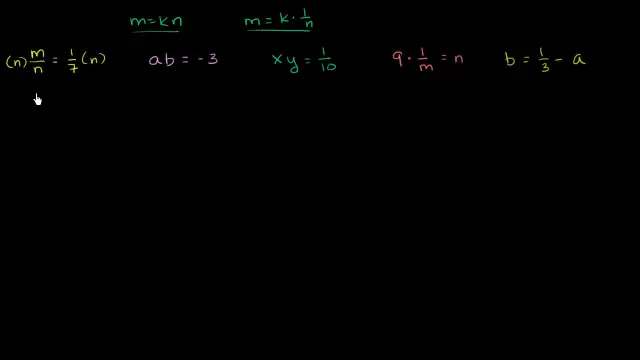 m = kn    m = k · 1/n
(n) m/n = 1/7 (n)    ab = -3    xy = 1/10    9 · 1/m = n    b = 1/3 - a